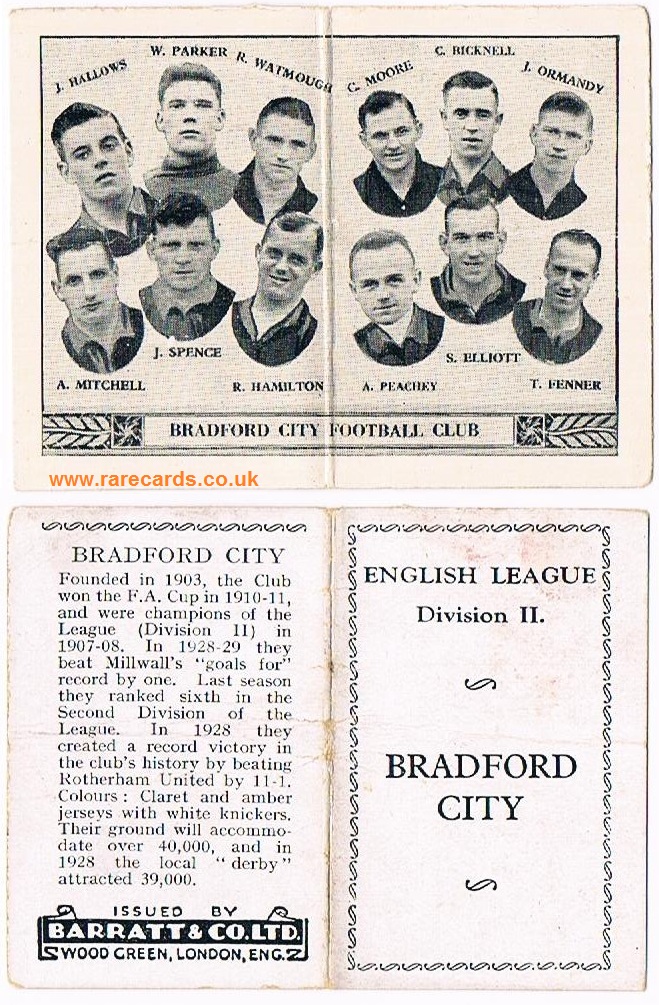 J. HALLOWS
W. PARKER
R. WATMOUGH
C. MOORE
C. BICKNELL
J. ORMANDY
J. SPENCE
S. ELLIOTT
A. MITCHELL
R. HAMILTON
A. PEACHEY
T. FENNER
BRADFORD CITY FOOTBALL CLUB
www.rarecards.co.uk
BRADFORD CITY
Founded in 1903, the Club
won the F.A. Cup in 1910-11,
and were champions of the
League (Division II) in
1907-08. In 1928-29 they
beat Millwall's "goals for"
record by one. Last season
they ranked sixth in the
Second Division of the
League. In 1928 they
created a record victory in
the club's history by beating
Rotherham United by 11-1.
Colours: Claret and amber
jerseys with white knickers.
Their ground will accommo-
date over 40,000, and in
1928 the local "derby"
attracted 39,000.
ISSUED BY
BARRATT & CO. LTD.
WOOD GREEN, LONDON, ENG.
ENGLISH LEAGUE
Division II.
BRADFORD
CITY